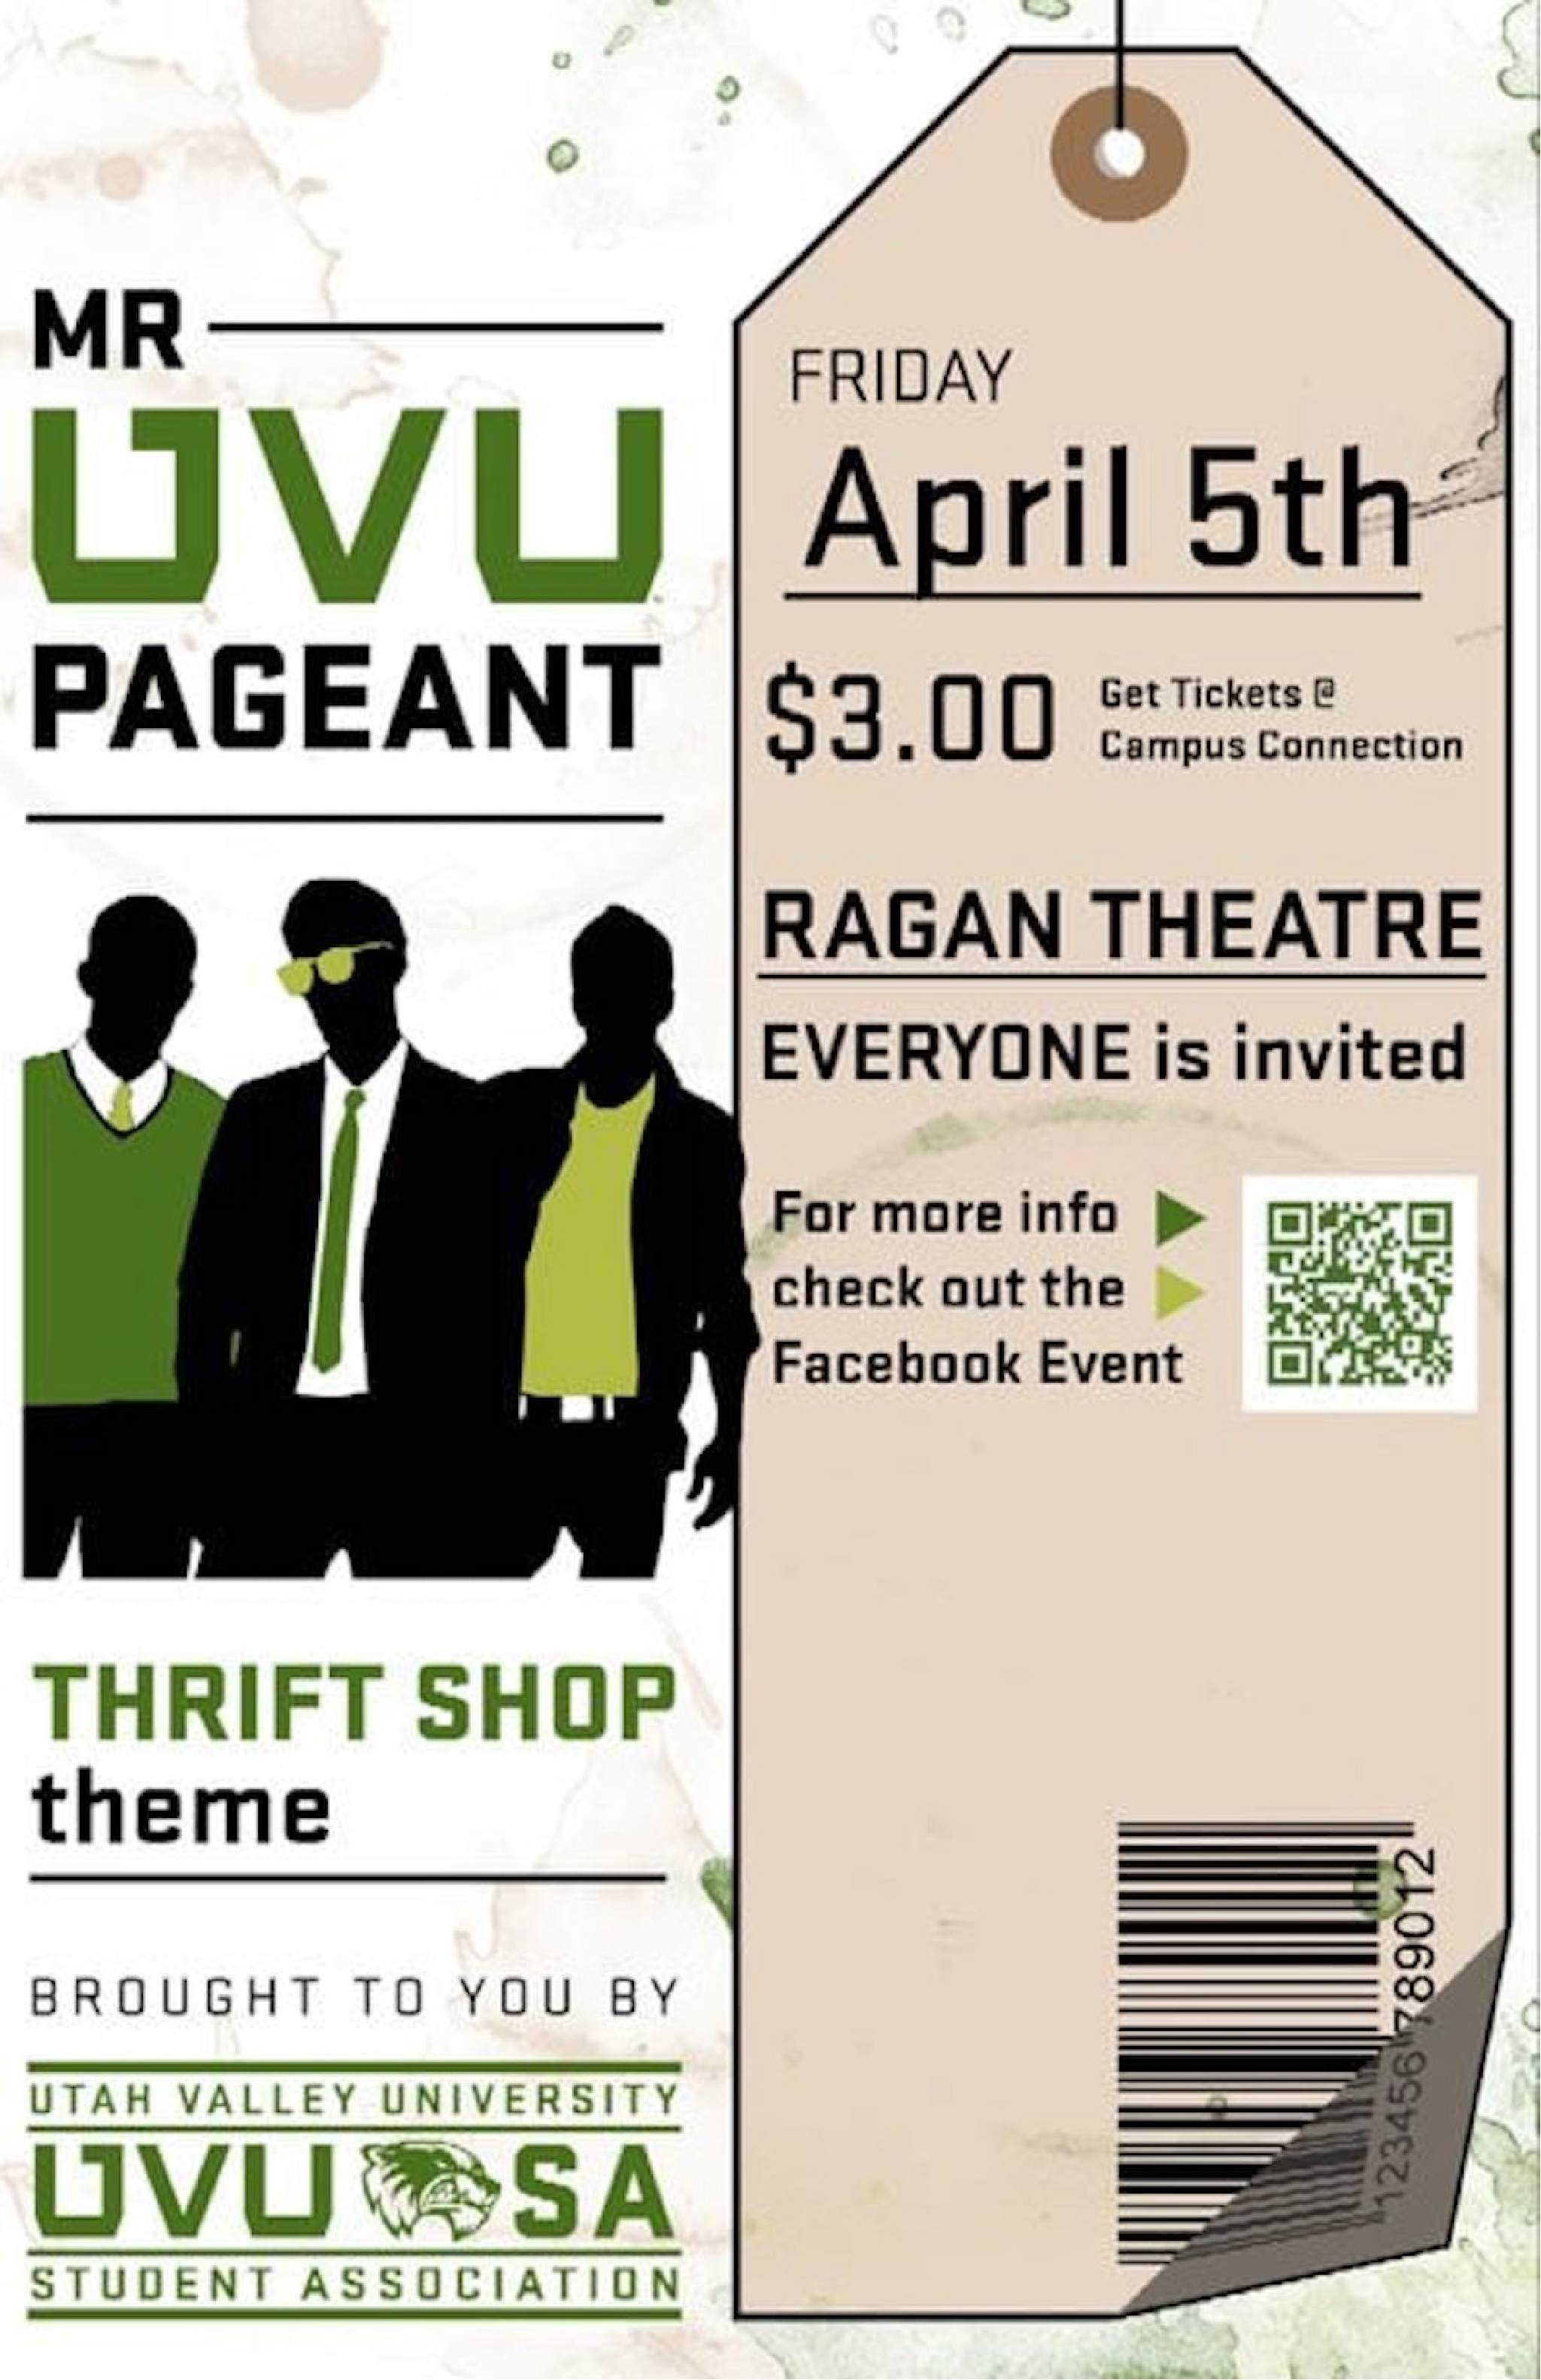 MR
UVU
PAGEANT
THRIFT SHOP
theme
BROUGHT TO YOU BY
UTAH VALLEY UNIVERSITY
UVU SA
STUDENT ASSOCIATION
FRIDAY
April 5th
$3.00
Get Tickets @
Campus Connection
RAGAN THEATRE
EVERYONE is invited
For more info
check out the
Facebook Event
123456 789012